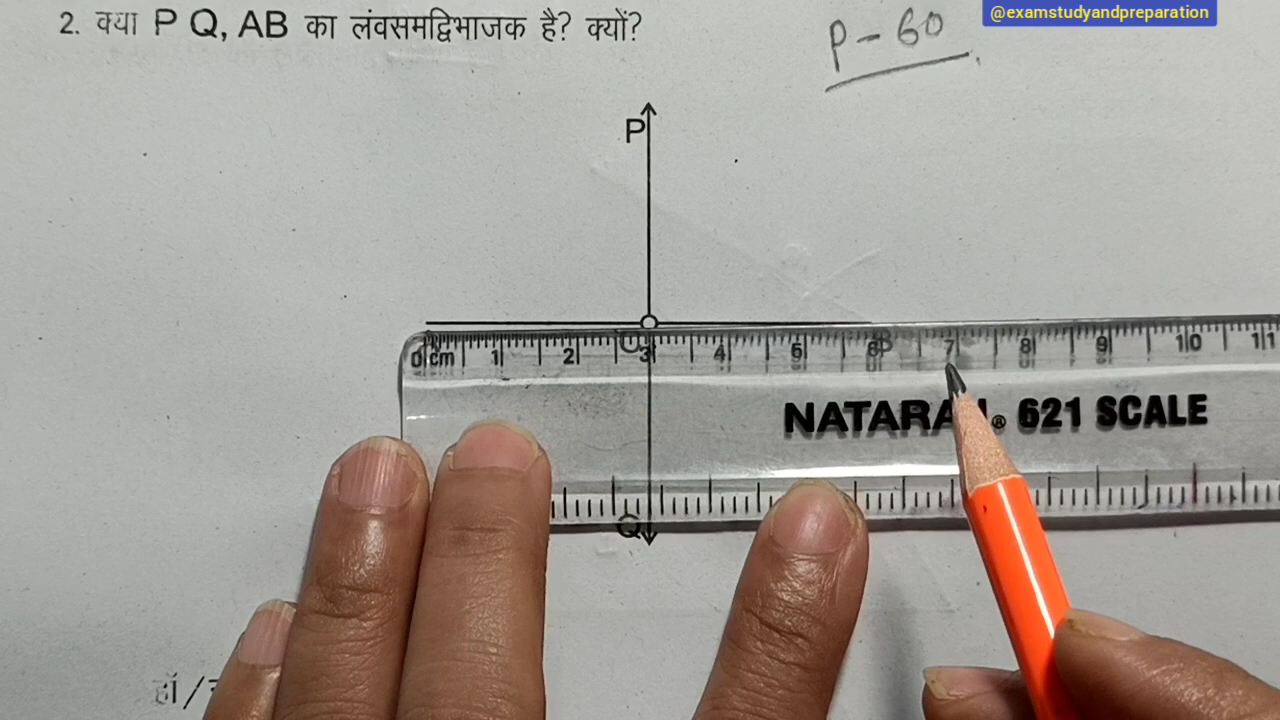 @examstudyandpreparation
2. क्या P Q, AB का लंवसमद्विभाजक है? क्यों?
P - 60
P
0 cm 1 2 3 4 5 6 7 8 9 10 11
B
NATARAJ® 621 SCALE
Q
हाँ /